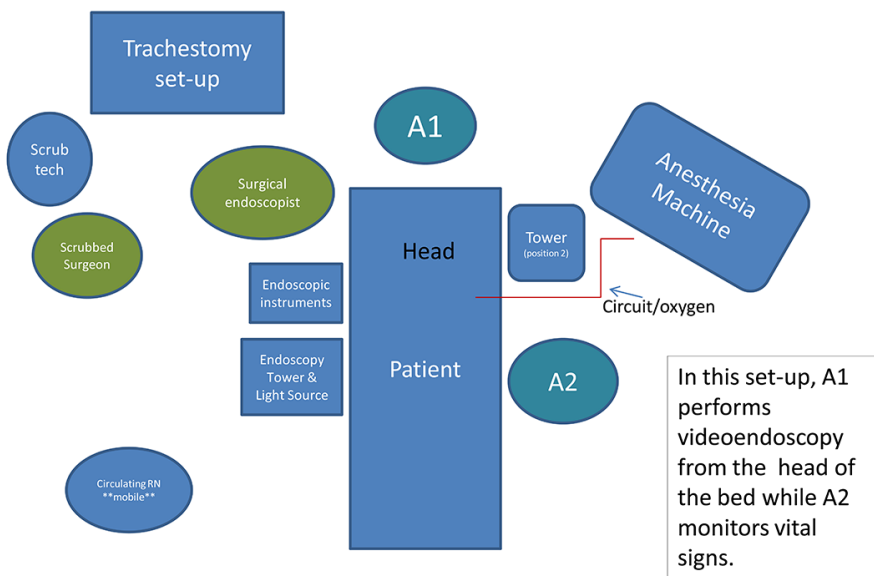 Trachestomy
set-up
A1
Scrub
tech
Surgical
endoscopist
Anesthesia
Machine
Scrubbed
Surgeon
Head
Tower
(position 2)
Endoscopic
instruments
Circuit/oxygen
Endoscopy
Tower &
Light Source
Patient
A2
In this set-up, A1
performs
videoendoscopy
from the head of
the bed while A2
monitors vital
signs.
Circulating RN
**mobile**